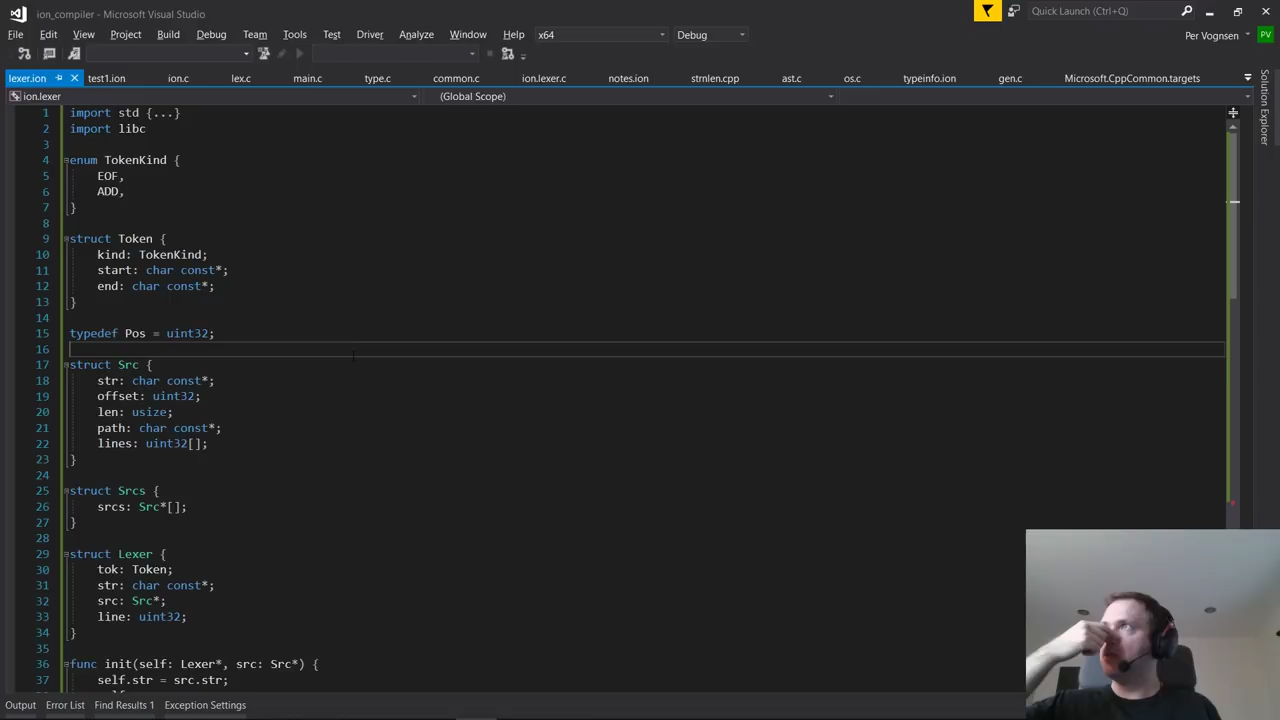 ion_compiler - Microsoft Visual Studio
Quick Launch (Ctrl+Q)
File Edit View Project Build Debug Team Tools Test Driver Analyze Window Help x64 Debug
Per Vognsen PV
lexer.ion test1.ion ion.c lex.c main.c type.c common.c ion.lexer.c notes.ion strnlen.cpp ast.c os.c typeinfo.ion gen.c Microsoft.CppCommon.targets
ion.lexer (Global Scope)
Solution Explorer
1 import std {...}
2 import libc
3
4 enum TokenKind {
5 EOF,
6 ADD,
7 }
8
9 struct Token {
10 kind: TokenKind;
11 start: char const*;
12 end: char const*;
13 }
14
15 typedef Pos = uint32;
16
17 struct Src {
18 str: char const*;
19 offset: uint32;
20 len: usize;
21 path: char const*;
22 lines: uint32[];
23 }
24
25 struct Srcs {
26 srcs: Src*[];
27 }
28
29 struct Lexer {
30 tok: Token;
31 str: char const*;
32 src: Src*;
33 line: uint32;
34 }
35
36 func init(self: Lexer*, src: Src*) {
37 self.str = src.str;
Output Error List Find Results 1 Exception Settings